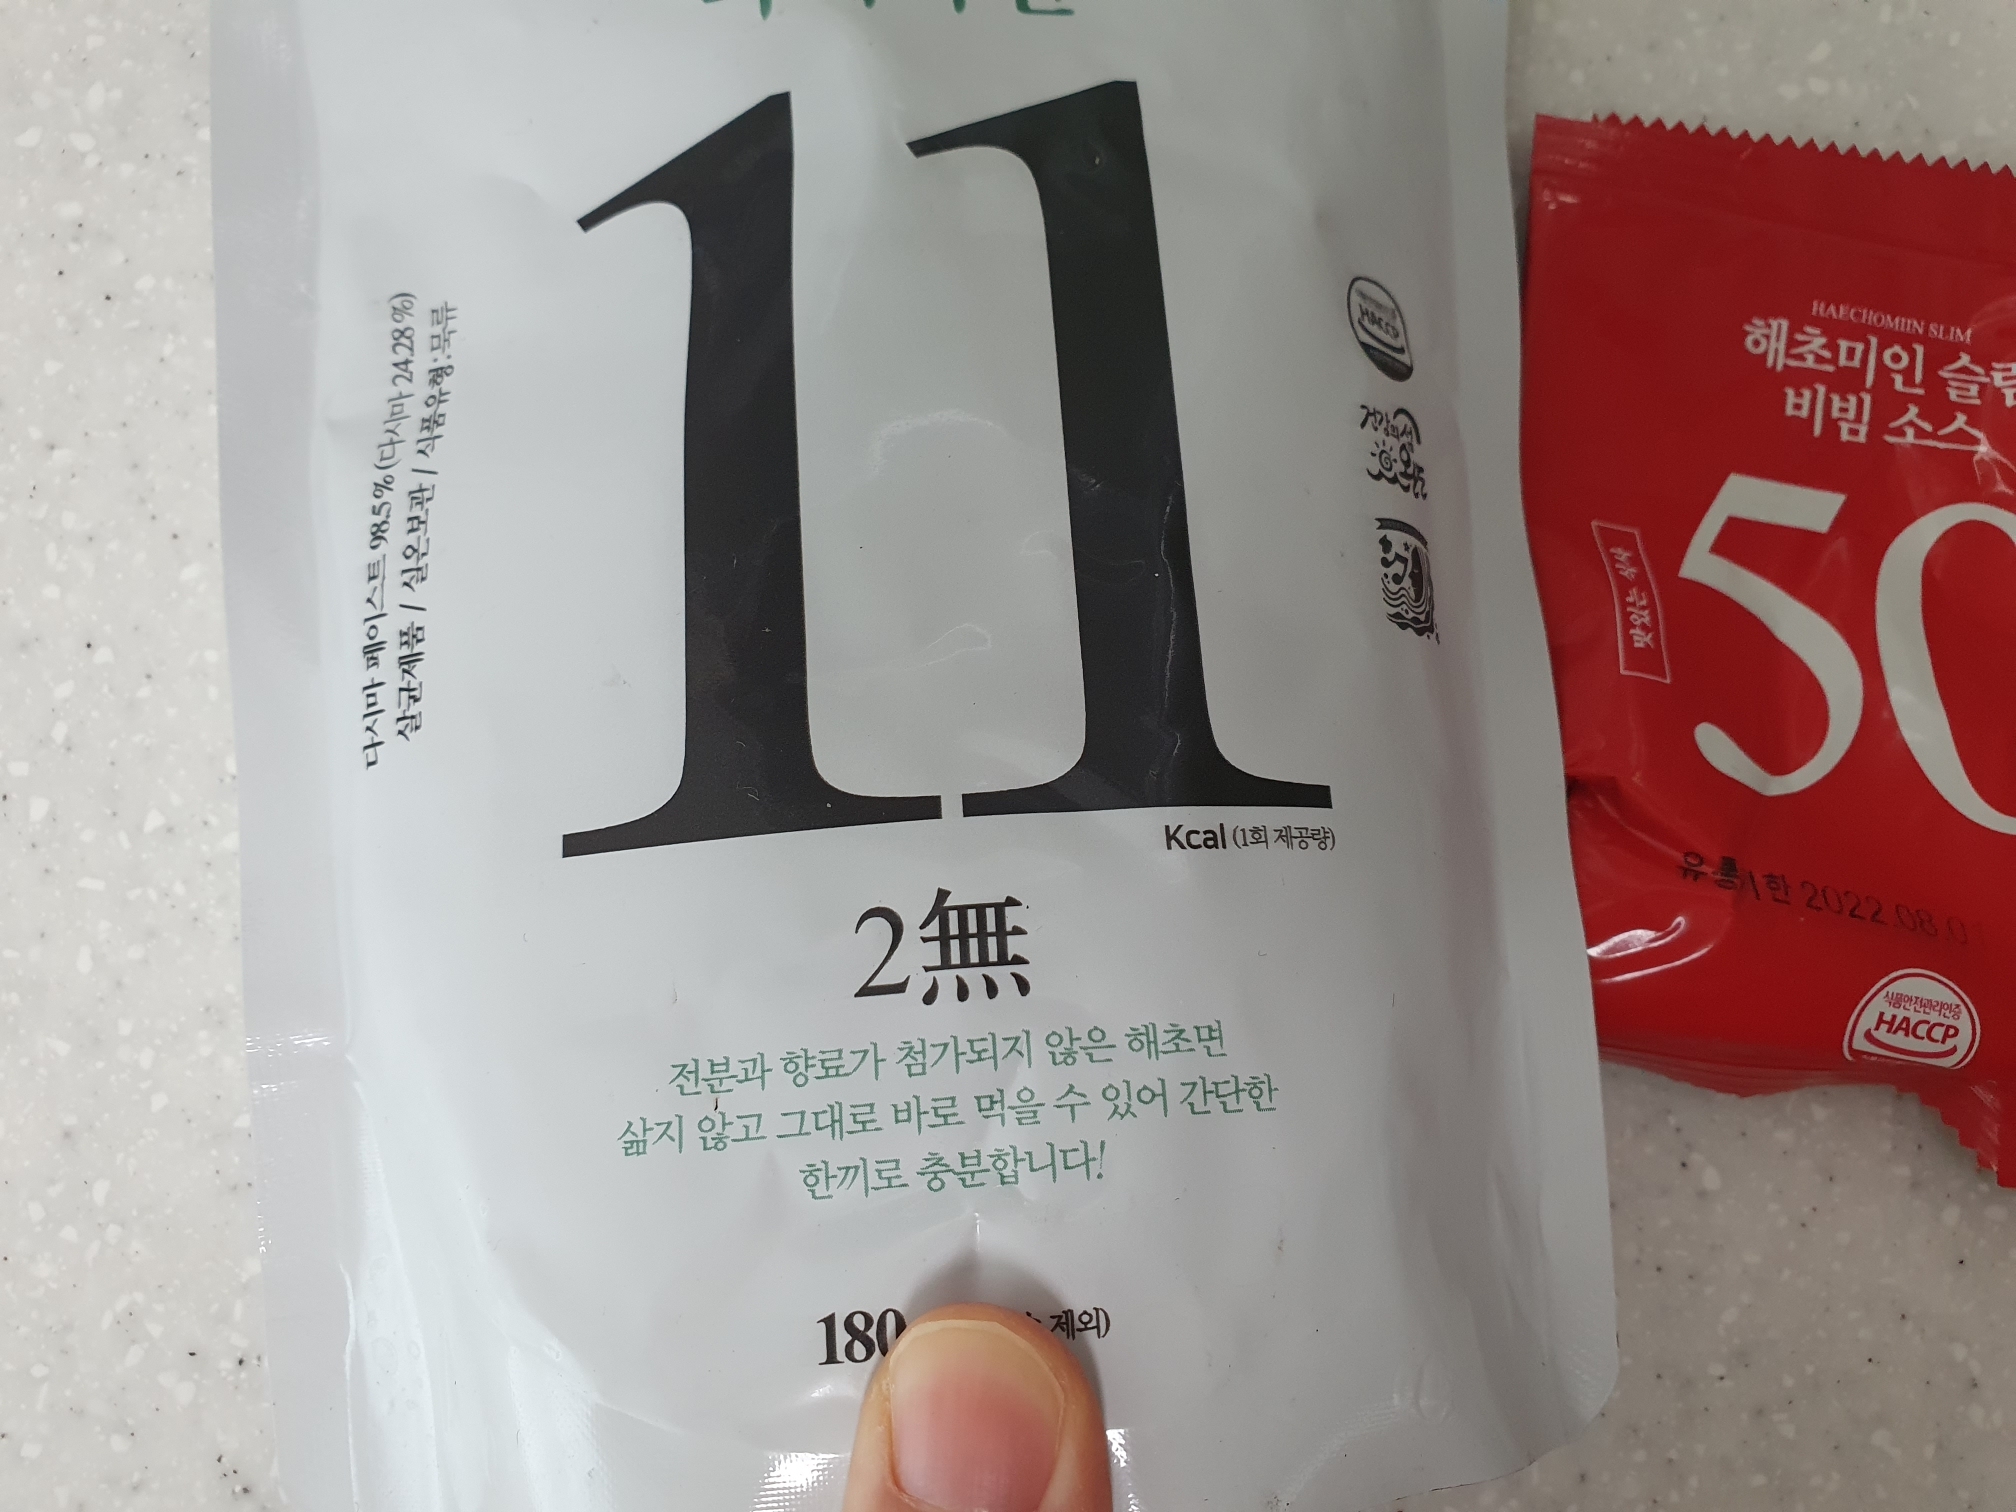 11
Kcal (1회 제공량)
2無
전분과 향료가 첨가되지 않은 해초면
삶지 않고 그대로 바로 먹을 수 있어 간단한
한끼로 충분합니다!
180
제외)
다시마 페이스트 98.5% (다시마 24.28%)
살균제품 / 실온보관 / 식품유형:묵류
HACCP
건강의 섬
완도
HAECHOMIIN SLIM
해초미인 슬림
비빔 소스
맛있는 식사
50
유통기한 2022.08.0
식품안전관리인증
HACCP